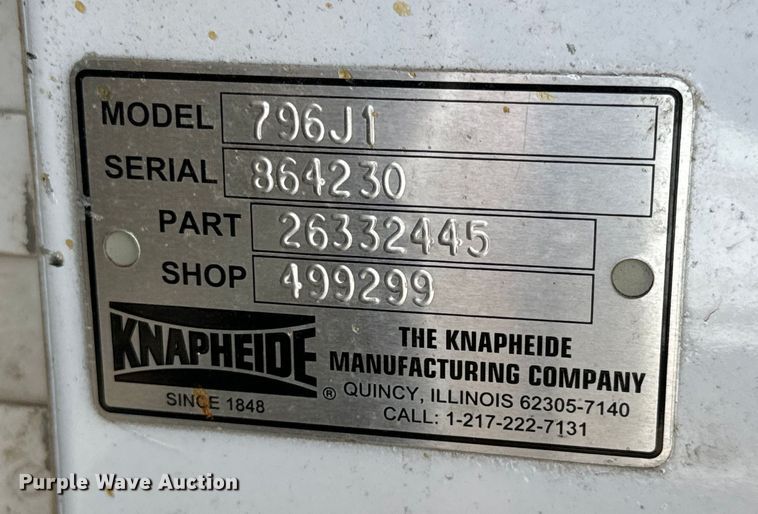 MODEL 796J1
SERIAL 864230
PART 26332445
SHOP 499299
KNAPHEIDE ®
SINCE 1848
THE KNAPHEIDE
MANUFACTURING COMPANY
QUINCY, ILLINOIS 62305-7140
CALL: 1-217-222-7131
Purple Wave Auction